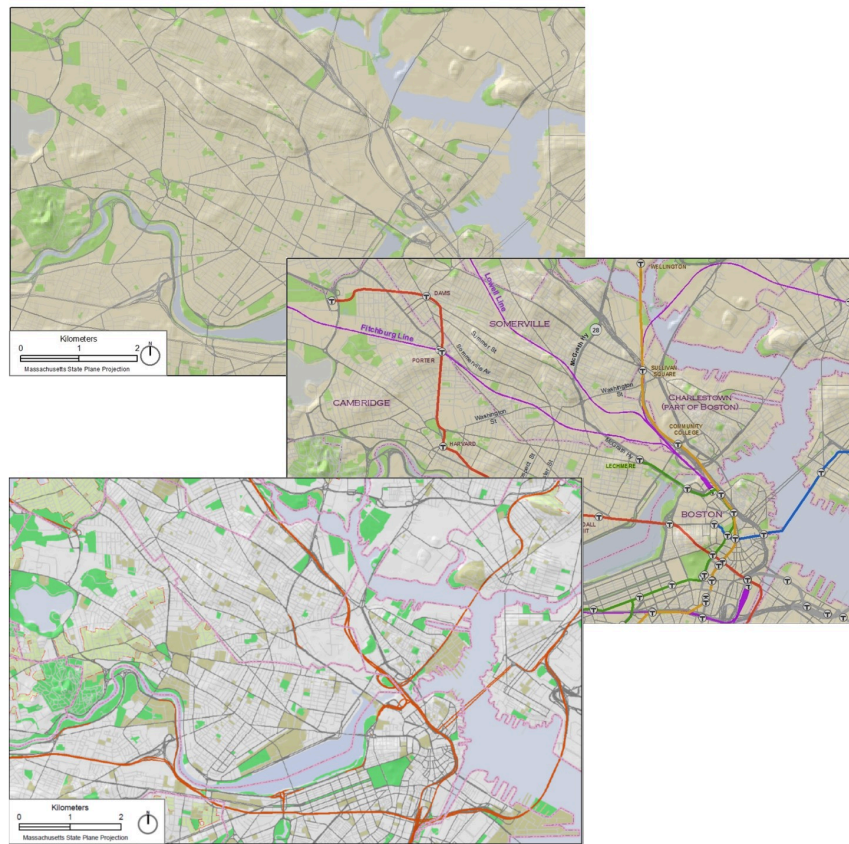 Kilometers
N
0 1 2
Massachusetts State Plane Projection
WELLINGTON
DAVIS
Lowell Line
SOMERVILLE
28
McGrath Hy
Fitchburg Line
Summer St
Somerville Av
PORTER
SULLIVAN
SQUARE
Washington
St
CHARLESTOWN
(PART OF BOSTON)
CAMBRIDGE
Washington
St
COMMUNITY
COLLEGE
HARVARD
McGrath Hy
LECHMERE
BOSTON
Kilometers
0 1 2
Massachusetts State Plane Projection